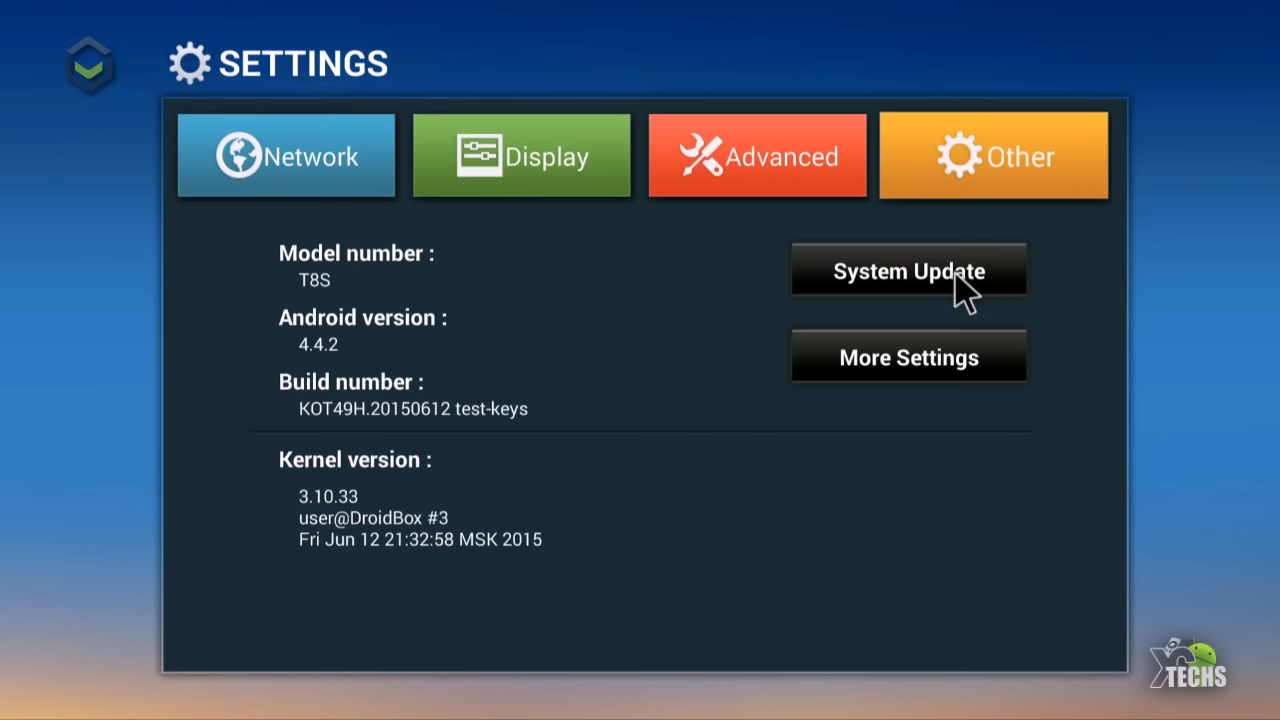 SETTINGS
Network
Display
Advanced
Other
Model number :
T8S
System Update
Android version :
4.4.2
More Settings
Build number :
KOT49H.20150612 test-keys
Kernel version :
3.10.33
user@DroidBox #3
Fri Jun 12 21:32:58 MSK 2015
XCTECHS